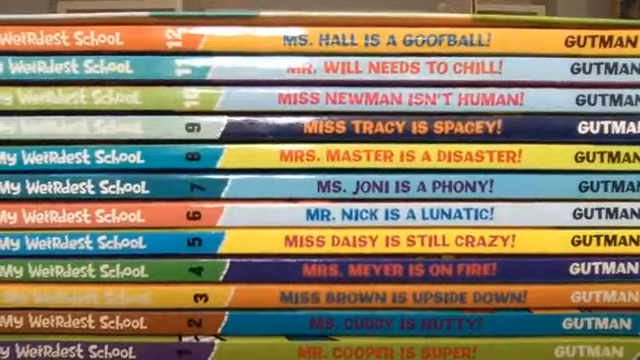 My Weirdest School 12 MS. HALL IS A GOOFBALL! GUTMAN
My Weirdest School 11 MR. WILL NEEDS TO CHILL! GUTMAN
My Weirdest School 10 MISS NEWMAN ISN'T HUMAN! GUTMAN
My Weirdest School 9 MISS TRACY IS SPACEY! GUTMAN
My Weirdest School 8 MRS. MASTER IS A DISASTER! GUTMAN
My Weirdest School 7 MS. JONI IS A PHONY! GUTMAN
My Weirdest School 6 MR. NICK IS A LUNATIC! GUTMAN
My Weirdest School 5 MISS DAISY IS STILL CRAZY! GUTMAN
My Weirdest School 4 MRS. MEYER IS ON FIRE! GUTMAN
My Weirdest School 3 MISS BROWN IS UPSIDE DOWN! GUTMAN
My Weirdest School 2 MS. CUDDY IS NUTTY! GUTMAN
My Weirdest School 1 MR. COOPER IS SUPER! GUTMAN